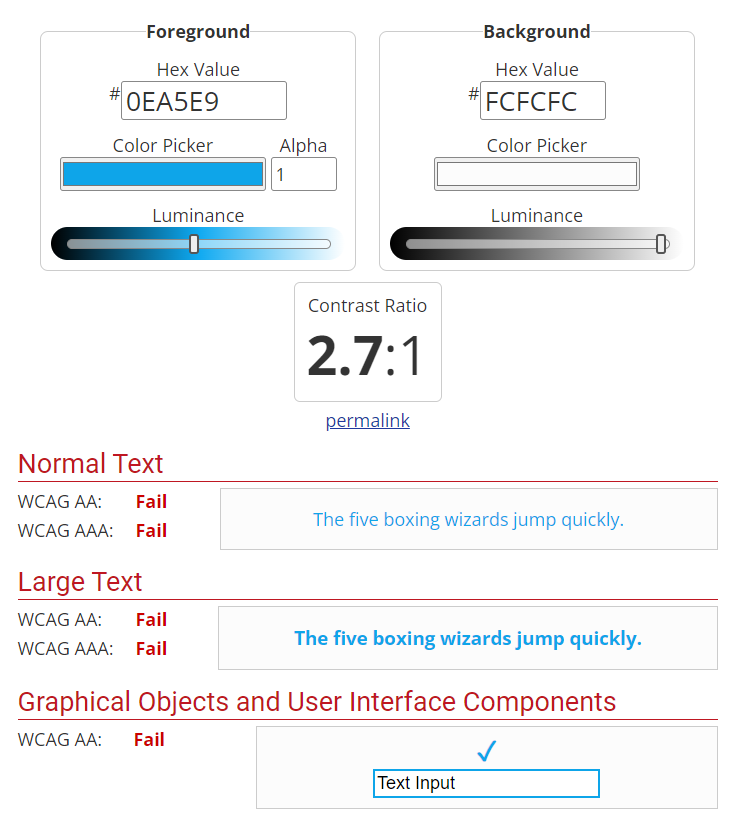 Foreground
Background
Hex Value
# 0EA5E9
Color Picker Alpha
1
Luminance
Hex Value
# FCFCFC
Color Picker
Luminance
Contrast Ratio
2.7:1
permalink
Normal Text
WCAG AA: Fail
WCAG AAA: Fail
The five boxing wizards jump quickly.
Large Text
WCAG AA: Fail
WCAG AAA: Fail
The five boxing wizards jump quickly.
Graphical Objects and User Interface Components
WCAG AA: Fail
✓
Text Input